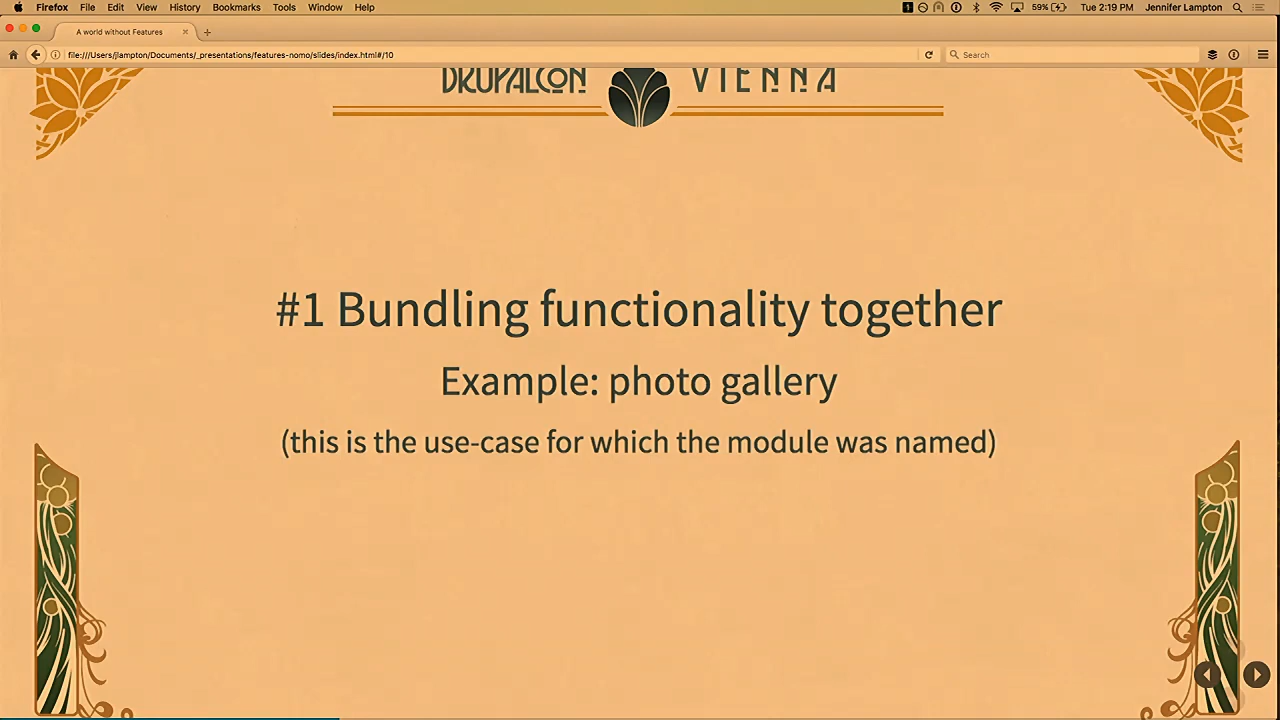 Firefox File Edit View History Bookmarks Tools Window Help 1 59% Tue 2:19 PM Jennifer Lampton
A world without Features
file:///Users/jlampton/Documents/_presentations/features-nomo/slides/index.html#/10 Search
DRUPALCON VIENNA
#1 Bundling functionality together
Example: photo gallery
(this is the use-case for which the module was named)